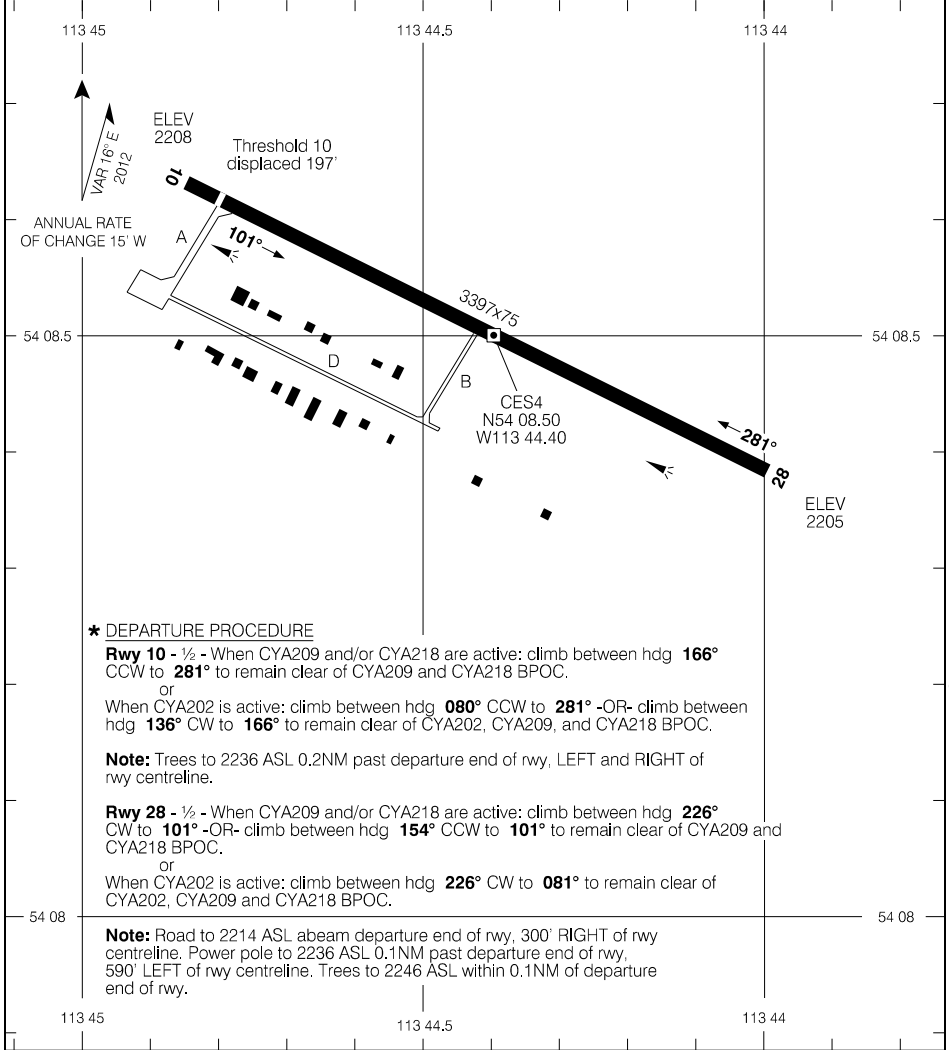 113 45
113 44.5
113 44
ELEV
2208
Threshold 10
displaced 197'
VAR 16° E
2012
10
ANNUAL RATE
OF CHANGE 15' W
A
101°
3397x75
54 08.5
54 08.5
D
B
CES4
N54 08.50
W113 44.40
281°
28
ELEV
2205
* DEPARTURE PROCEDURE
Rwy 10 - ½ - When CYA209 and/or CYA218 are active: climb between hdg 166°
CCW to 281° to remain clear of CYA209 and CYA218 BPOC.
or
When CYA202 is active: climb between hdg 080° CCW to 281° -OR- climb between
hdg 136° CW to 166° to remain clear of CYA202, CYA209, and CYA218 BPOC.
Note: Trees to 2236 ASL 0.2NM past departure end of rwy, LEFT and RIGHT of
rwy centreline.
Rwy 28 - ½ - When CYA209 and/or CYA218 are active: climb between hdg 226°
CW to 101° -OR- climb between hdg 154° CCW to 101° to remain clear of CYA209 and
CYA218 BPOC.
or
When CYA202 is active: climb between hdg 226° CW to 081° to remain clear of
CYA202, CYA209 and CYA218 BPOC.
54 08
54 08
Note: Road to 2214 ASL abeam departure end of rwy, 300' RIGHT of rwy
centreline. Power pole to 2236 ASL 0.1NM past departure end of rwy,
590' LEFT of rwy centreline. Trees to 2246 ASL within 0.1NM of departure
end of rwy.
113 45
113 44.5
113 44